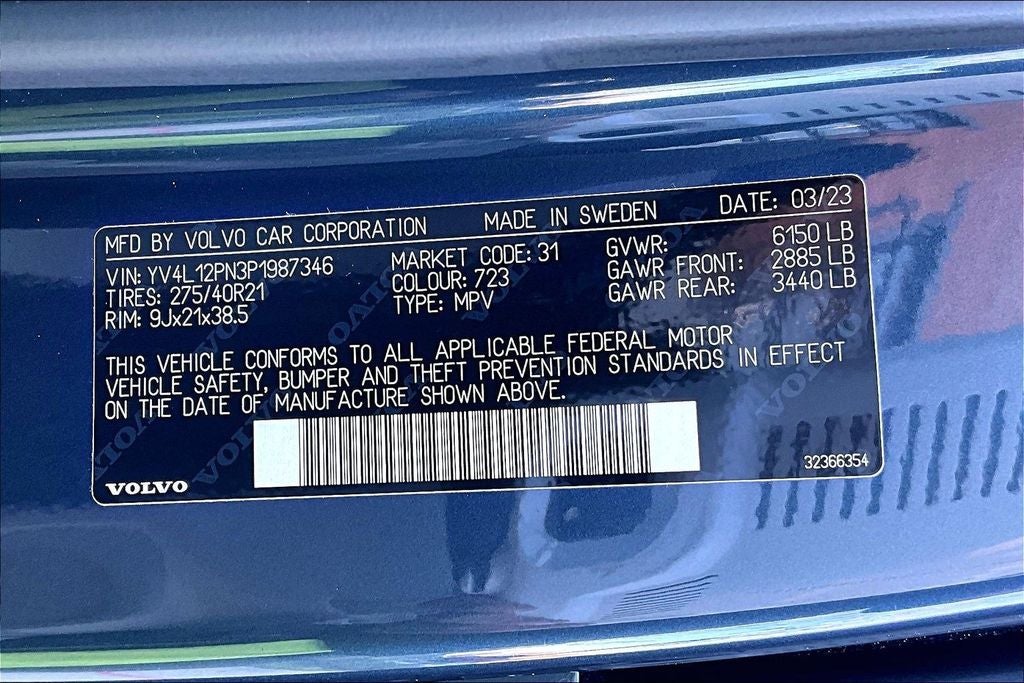 MFD BY VOLVO CAR CORPORATION MADE IN SWEDEN DATE: 03/23
VIN: YV4L12PN3P1987346 MARKET CODE: 31 GVWR: 6150 LB
TIRES: 275/40R21 COLOUR: 723 GAWR FRONT: 2885 LB
RIM: 9Jx21x38.5 TYPE: MPV GAWR REAR: 3440 LB
THIS VEHICLE CONFORMS TO ALL APPLICABLE FEDERAL MOTOR
VEHICLE SAFETY, BUMPER AND THEFT PREVENTION STANDARDS IN EFFECT
ON THE DATE OF MANUFACTURE SHOWN ABOVE.
VOLVO 32366354